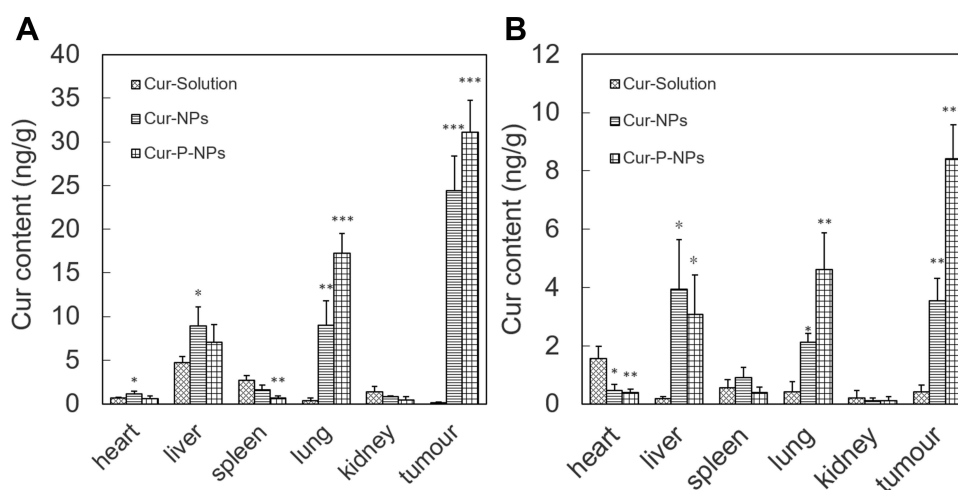 A
Cur content (ng/g)
40
35
30
25
20
15
10
5
0
Cur-Solution
Cur-NPs
Cur-P-NPs
*
*
**
**
***
***
***
heart
liver
spleen
lung
kidney
tumour
B
Cur content (ng/g)
12
10
8
6
4
2
0
Cur-Solution
Cur-NPs
Cur-P-NPs
*
**
*
*
*
**
**
**
heart
liver
spleen
lung
kidney
tumour